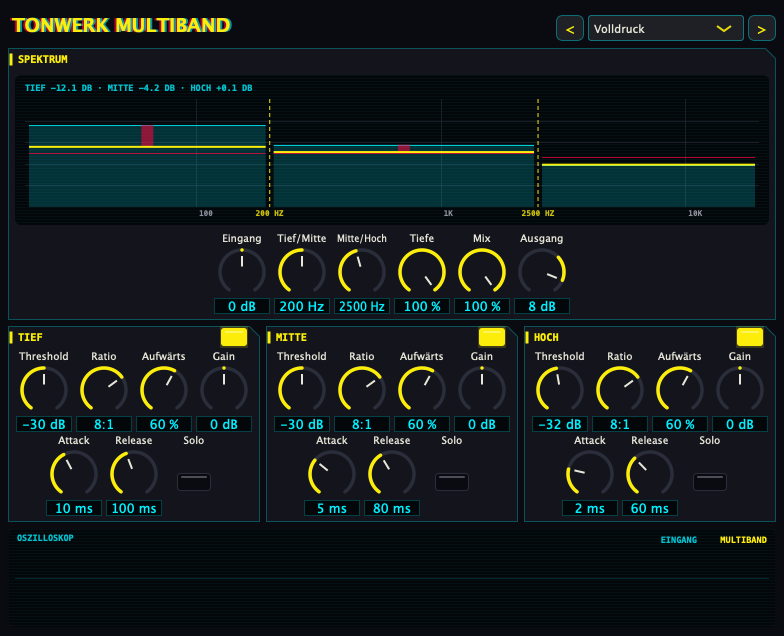 TONWERK MULTIBAND
< Volldruck >
SPEKTRUM
TIEF −12.1 DB · MITTE −4.2 DB · HOCH +0.1 DB
100 200 HZ 1K 2500 HZ 10K
Eingang Tief/Mitte Mitte/Hoch Tiefe Mix Ausgang
0 dB 200 Hz 2500 Hz 100 % 100 % 8 dB
TIEF
Threshold Ratio Aufwärts Gain
−30 dB 8:1 60 % 0 dB
Attack Release Solo
10 ms 100 ms
MITTE
Threshold Ratio Aufwärts Gain
−30 dB 8:1 60 % 0 dB
Attack Release Solo
5 ms 80 ms
HOCH
Threshold Ratio Aufwärts Gain
−32 dB 8:1 60 % 0 dB
Attack Release Solo
2 ms 60 ms
OSZILLOSKOP
EINGANG MULTIBAND